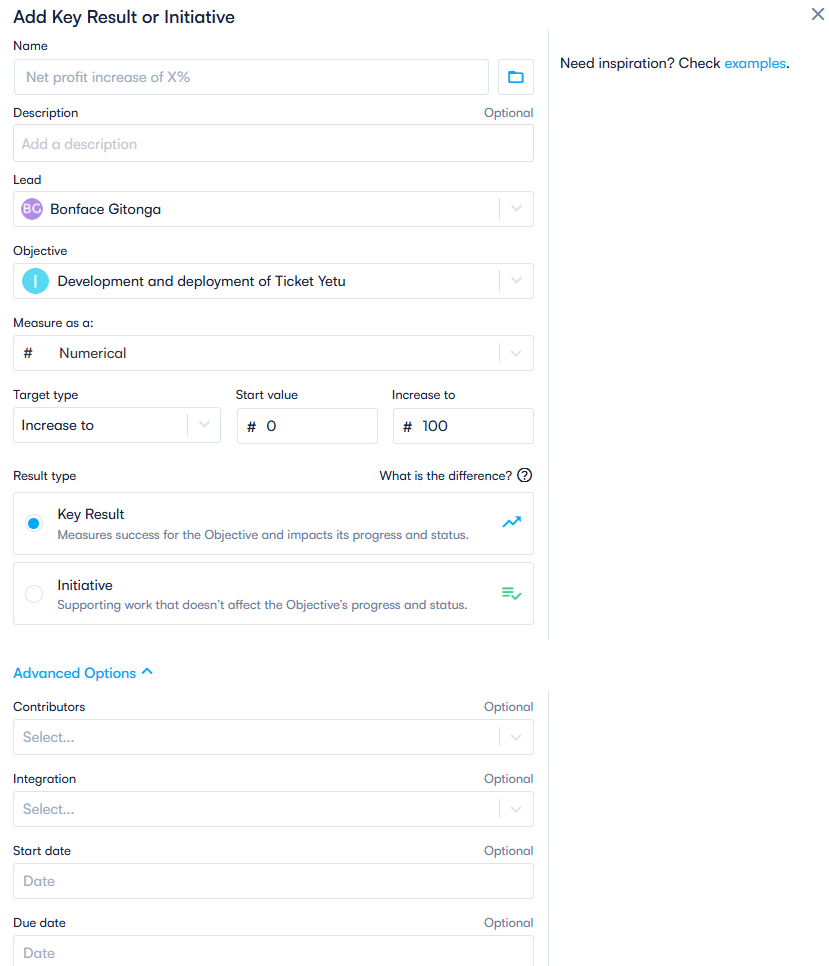 Add Key Result or Initiative
Name
Net profit increase of X%
Need inspiration? Check examples.
Description Optional
Add a description
Lead
BG Bonface Gitonga
Objective
I Development and deployment of Ticket Yetu
Measure as a:
# Numerical
Target type Start value Increase to
Increase to # 0 # 100
Result type What is the difference? ?
Key Result
Measures success for the Objective and impacts its progress and status.
Initiative
Supporting work that doesn't affect the Objective's progress and status.
Advanced Options
Contributors Optional
Select...
Integration Optional
Select...
Start date Optional
Date
Due date Optional
Date